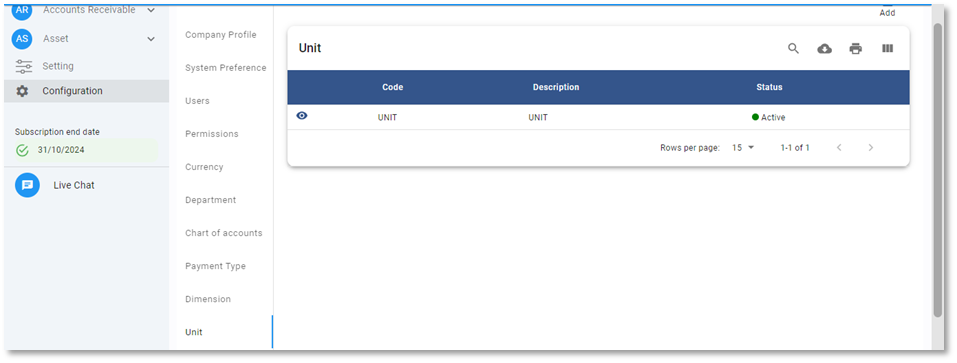 AR Accounts Receivable
AS Asset
Setting
Configuration
Subscription end date
31/10/2024
Live Chat
Company Profile
System Preference
Users
Permissions
Currency
Department
Chart of accounts
Payment Type
Dimension
Unit
Add
Unit
Code Description Status
UNIT UNIT Active
Rows per page: 15 1-1 of 1